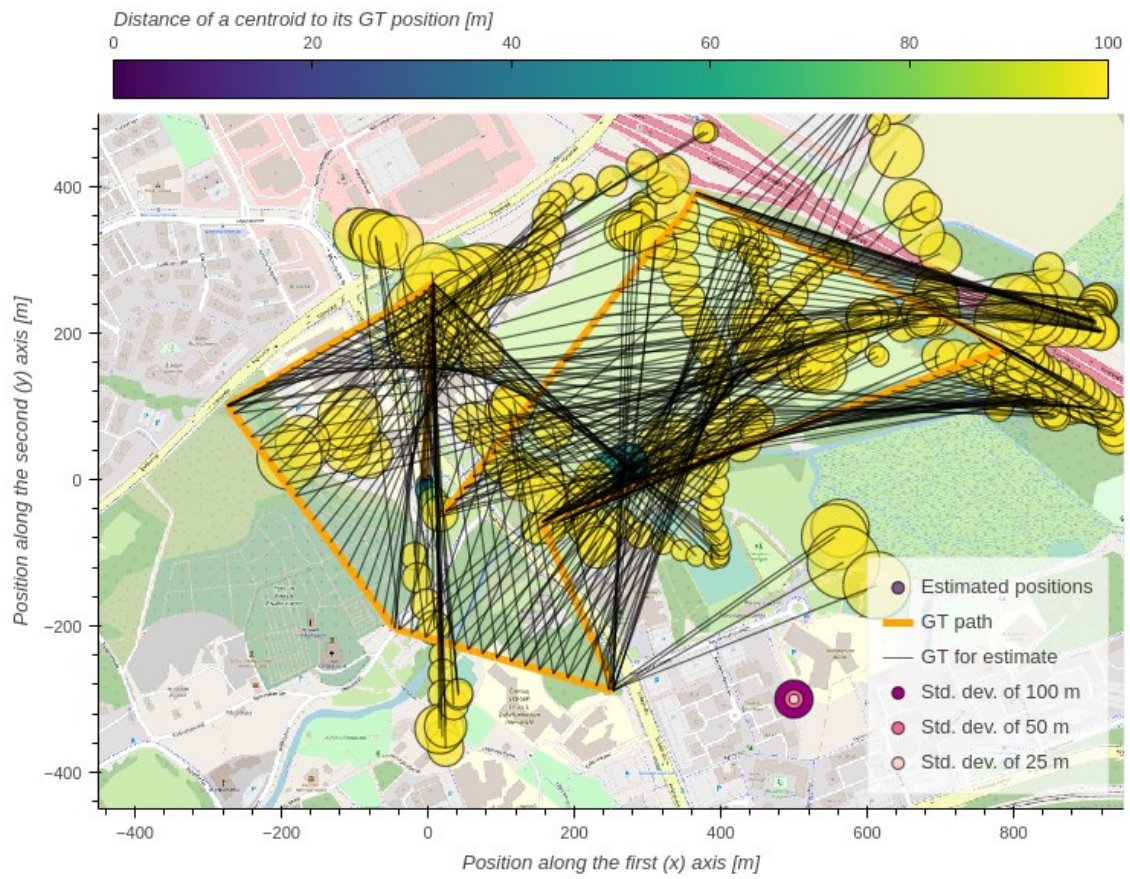 Distance of a centroid to its GT position [m]
0 20 40 60 80 100
400
200
0
−200
−400
Position along the second (y) axis [m]
Estimated positions
GT path
GT for estimate
Std. dev. of 100 m
Std. dev. of 50 m
Std. dev. of 25 m
−400 −200 0 200 400 600 800
Position along the first (x) axis [m]